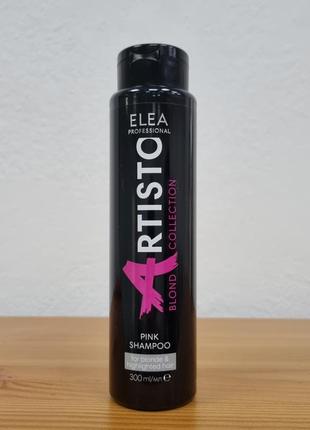 ELEA
PROFESSIONAL
ARTISTO
BLOND COLLECTION
PINK
SHAMPOO
for blonde &
highlighted hair
300 ml/мл ℮